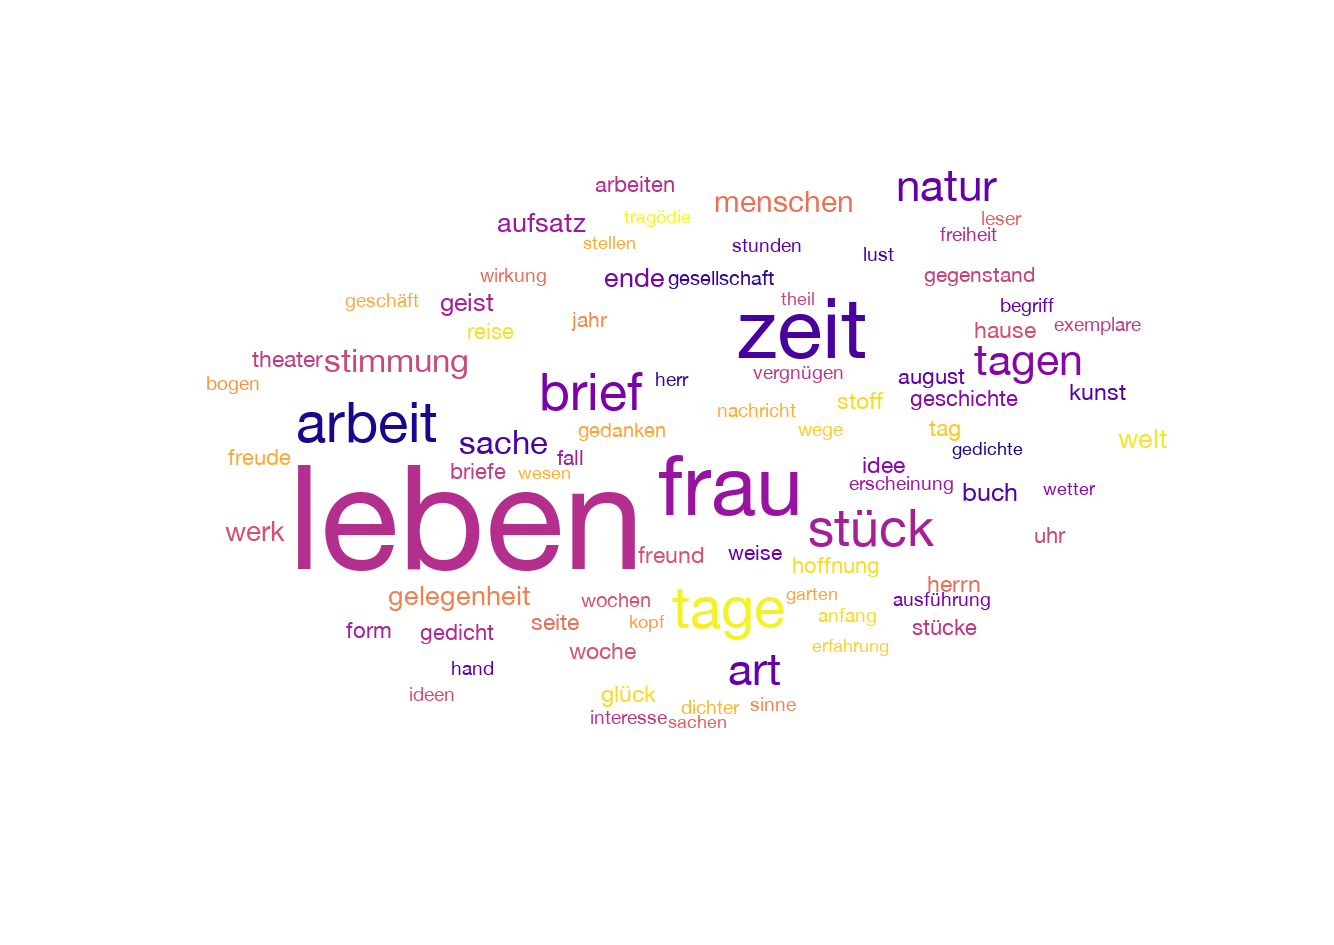 natur
arbeiten
menschen
aufsatz
tragödie
leser
stellen
stunden
freiheit
lust
wirkung
ende
gesellschaft
gegenstand
geschäft
geist
theil
begriff
reise
jahr
zeit
hause
exemplare
theater
stimmung
tagen
bogen
herr
vergnügen
august
kunst
brief
geschichte
arbeit
nachricht
stoff
sache
gedanken
wege
tag
welt
freude
fall
gedichte
briefe
wesen
idee
leben
frau
erscheinung
buch
wetter
werk
stück
uhr
freund
weise
hoffnung
gelegenheit
wochen
tage
garten
herrn
ausführung
form
gedicht
seite
kopf
anfang
stücke
woche
erfahrung
hand
art
ideen
glück
dichter
sinne
interesse
sachen